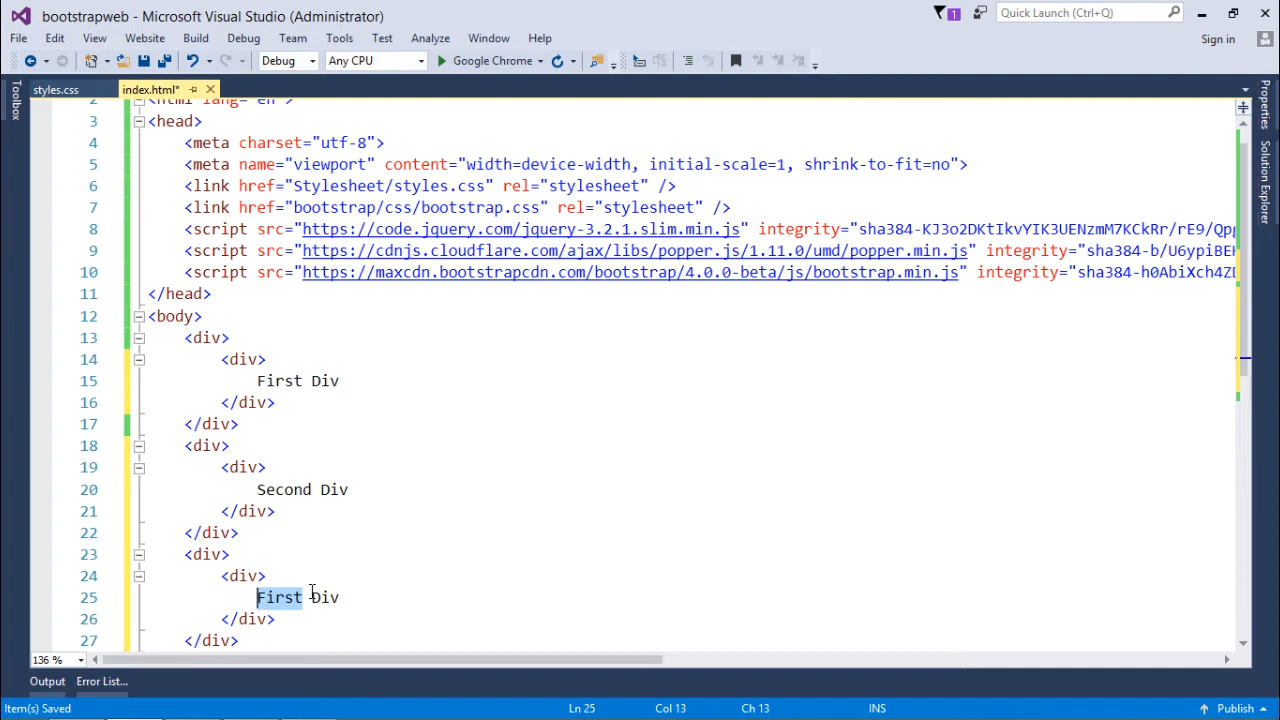 bootstrapweb - Microsoft Visual Studio (Administrator)
1
Quick Launch (Ctrl+Q)
File Edit View Website Build Debug Team Tools Test Analyze Window Help
Sign in
Debug Any CPU Google Chrome
Toolbox
styles.css index.html*
Properties
Solution Explorer
2 <html lang="en">
3 <head>
4 <meta charset="utf-8">
5 <meta name="viewport" content="width=device-width, initial-scale=1, shrink-to-fit=no">
6 <link href="Stylesheet/styles.css" rel="stylesheet" />
7 <link href="bootstrap/css/bootstrap.css" rel="stylesheet" />
8 <script src="https://code.jquery.com/jquery-3.2.1.slim.min.js" integrity="sha384-KJ3o2DKtIkvYIK3UENzmM7KCkRr/rE9/Qpg
9 <script src="https://cdnjs.cloudflare.com/ajax/libs/popper.js/1.11.0/umd/popper.min.js" integrity="sha384-b/U6ypiBE
10 <script src="https://maxcdn.bootstrapcdn.com/bootstrap/4.0.0-beta/js/bootstrap.min.js" integrity="sha384-h0AbiXch4Z
11 </head>
12 <body>
13 <div>
14 <div>
15 First Div
16 </div>
17 </div>
18 <div>
19 <div>
20 Second Div
21 </div>
22 </div>
23 <div>
24 <div>
25 First Div
26 </div>
27 </div>
136 %
Output Error List...
Item(s) Saved Ln 25 Col 13 Ch 13 INS Publish